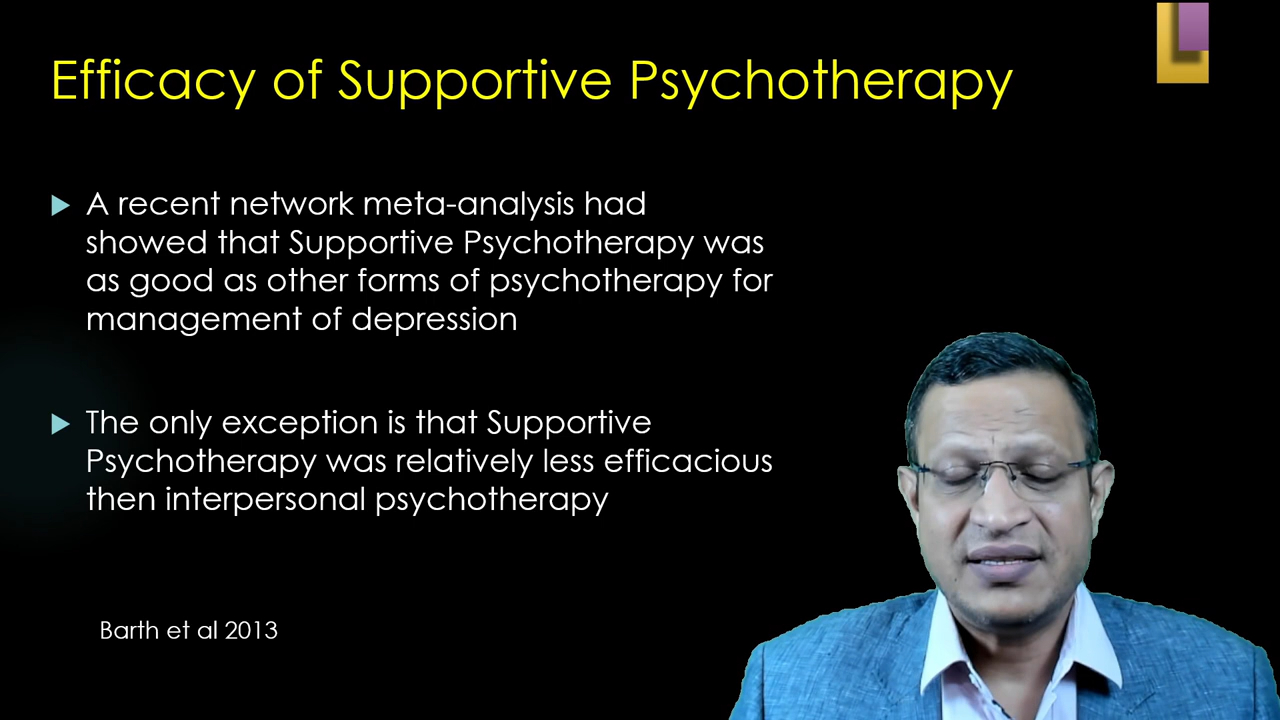 Efficacy of Supportive Psychotherapy
A recent network meta-analysis had
showed that Supportive Psychotherapy was
as good as other forms of psychotherapy for
management of depression
The only exception is that Supportive
Psychotherapy was relatively less efficacious
then interpersonal psychotherapy
Barth et al 2013